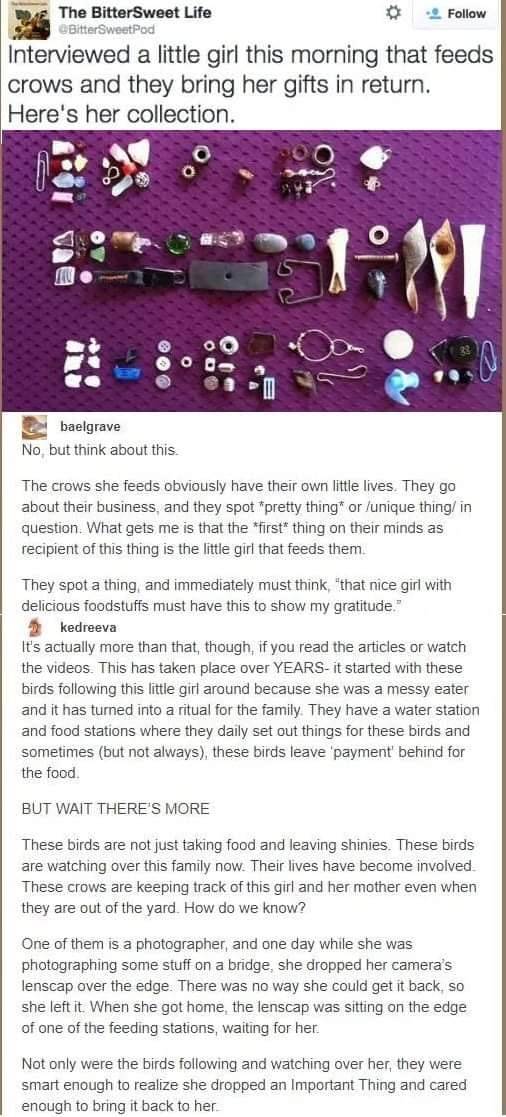 The BitterSweet Life
@BitterSweetPod
Follow
Interviewed a little girl this morning that feeds
crows and they bring her gifts in return.
Here's her collection.
baelgrave
No, but think about this.
The crows she feeds obviously have their own little lives. They go
about their business, and they spot *pretty thing* or /unique thing/ in
question. What gets me is that the *first* thing on their minds as
recipient of this thing is the little girl that feeds them.
They spot a thing, and immediately must think, “that nice girl with
delicious foodstuffs must have this to show my gratitude.”
kedreeva
It's actually more than that, though, if you read the articles or watch
the videos. This has taken place over YEARS- it started with these
birds following this little girl around because she was a messy eater
and it has turned into a ritual for the family. They have a water station
and food stations where they daily set out things for these birds and
sometimes (but not always), these birds leave 'payment' behind for
the food.
BUT WAIT THERE'S MORE
These birds are not just taking food and leaving shinies. These birds
are watching over this family now. Their lives have become involved.
These crows are keeping track of this girl and her mother even when
they are out of the yard. How do we know?
One of them is a photographer, and one day while she was
photographing some stuff on a bridge, she dropped her camera's
lenscap over the edge. There was no way she could get it back, so
she left it. When she got home, the lenscap was sitting on the edge
of one of the feeding stations, waiting for her.
Not only were the birds following and watching over her, they were
smart enough to realize she dropped an Important Thing and cared
enough to bring it back to her.